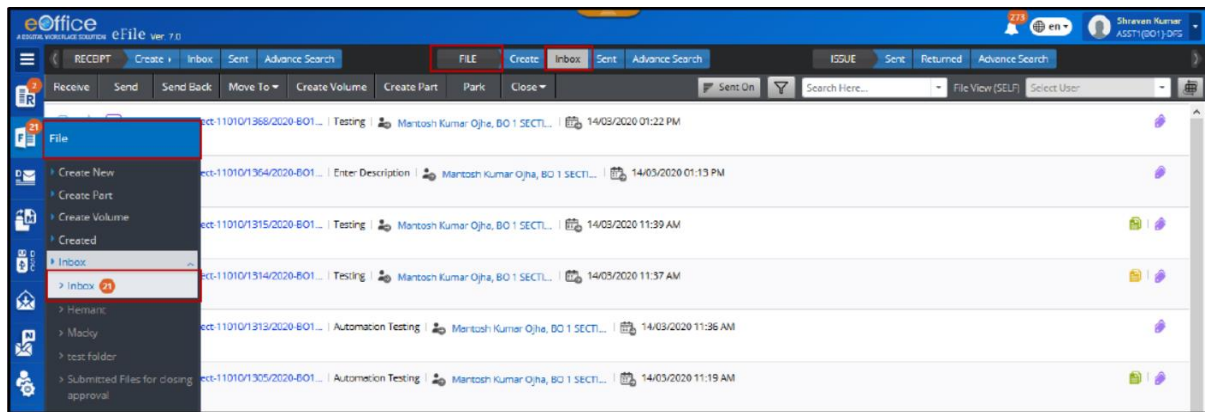 eOffice
A DIGITAL WORKPLACE SOLUTION eFile Ver 7.0
273 en Shravan Kumar
ASST1(BO1)-DFS
RECEIPT Create Inbox Sent Advance Search FILE Create Inbox Sent Advance Search ISSUE Sent Returned Advance Search
Receive Send Send Back Move To Create Volume Create Part Park Close Sent On Search Here... File View (SELF) Select User
R
ect-11010/1368/2020-BO1... | Testing | Mantosh Kumar Ojha, BO 1 SECTI... | 14/03/2020 01:22 PM
21
File
Create New
ect-11010/1364/2020-BO1... | Enter Description | Mantosh Kumar Ojha, BO 1 SECTI... | 14/03/2020 01:13 PM
Create Part
Create Volume
ect-11010/1315/2020-BO1... | Testing | Mantosh Kumar Ojha, BO 1 SECTI... | 14/03/2020 11:39 AM
Created
Inbox
ect-11010/1314/2020-BO1... | Testing | Mantosh Kumar Ojha, BO 1 SECTI... | 14/03/2020 11:37 AM
> Inbox 21
> Hemant
> Macky
ect-11010/1313/2020-BO1... | Automation Testing | Mantosh Kumar Ojha, BO 1 SECTI... | 14/03/2020 11:36 AM
> test folder
> Submitted Files for closing
ect-11010/1305/2020-BO1... | Automation Testing | Mantosh Kumar Ojha, BO 1 SECTI... | 14/03/2020 11:19 AM
approval